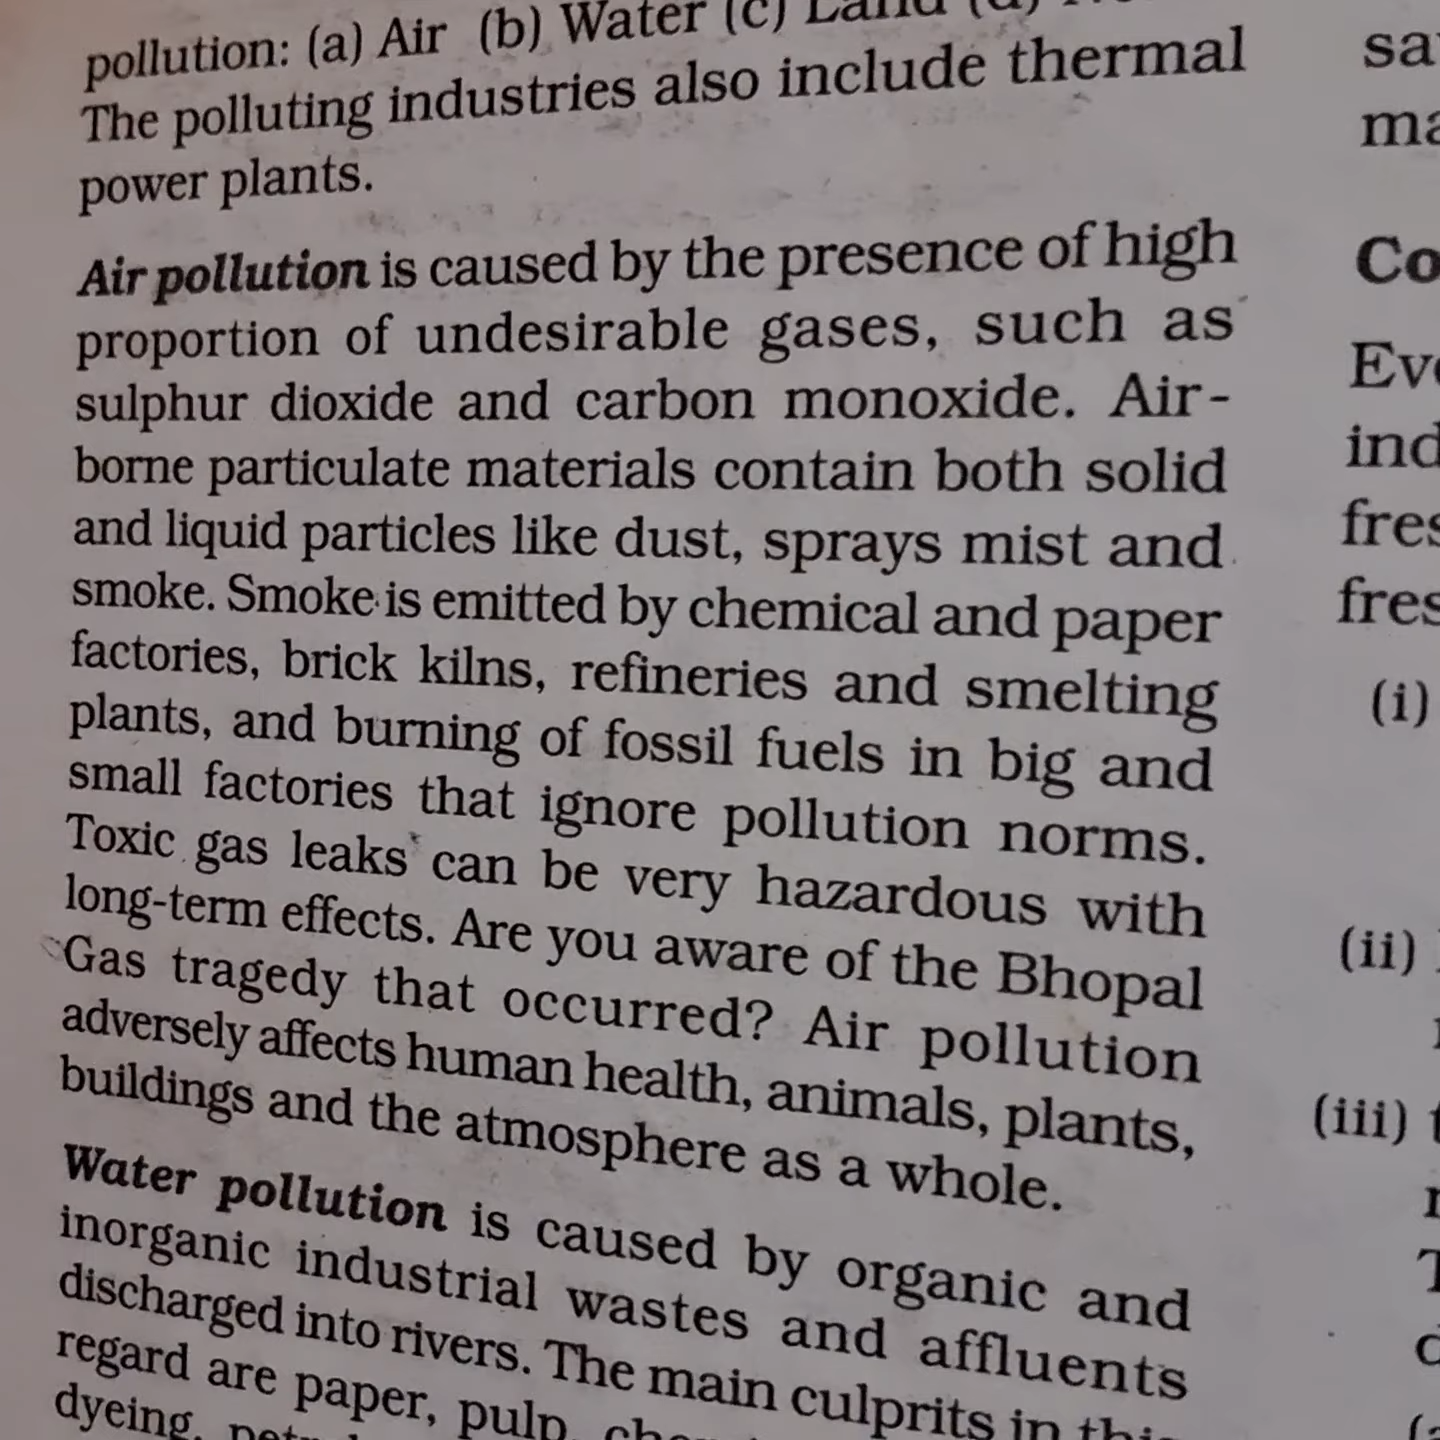 pollution: (a) Air (b) Water (c) Land (d)
The polluting industries also include thermal
power plants.
Air pollution is caused by the presence of high
proportion of undesirable gases, such as
sulphur dioxide and carbon monoxide. Air-
borne particulate materials contain both solid
and liquid particles like dust, sprays mist and
smoke. Smoke is emitted by chemical and paper
factories, brick kilns, refineries and smelting
plants, and burning of fossil fuels in big and
small factories that ignore pollution norms.
Toxic gas leaks can be very hazardous with
long-term effects. Are you aware of the Bhopal
Gas tragedy that occurred? Air pollution
adversely affects human health, animals, plants,
buildings and the atmosphere as a whole.
Water pollution is caused by organic and
inorganic industrial wastes and affluents
discharged into rivers. The main culprits in this
regard are paper, pulp,
dyeing,
(i)
(ii)
(iii)